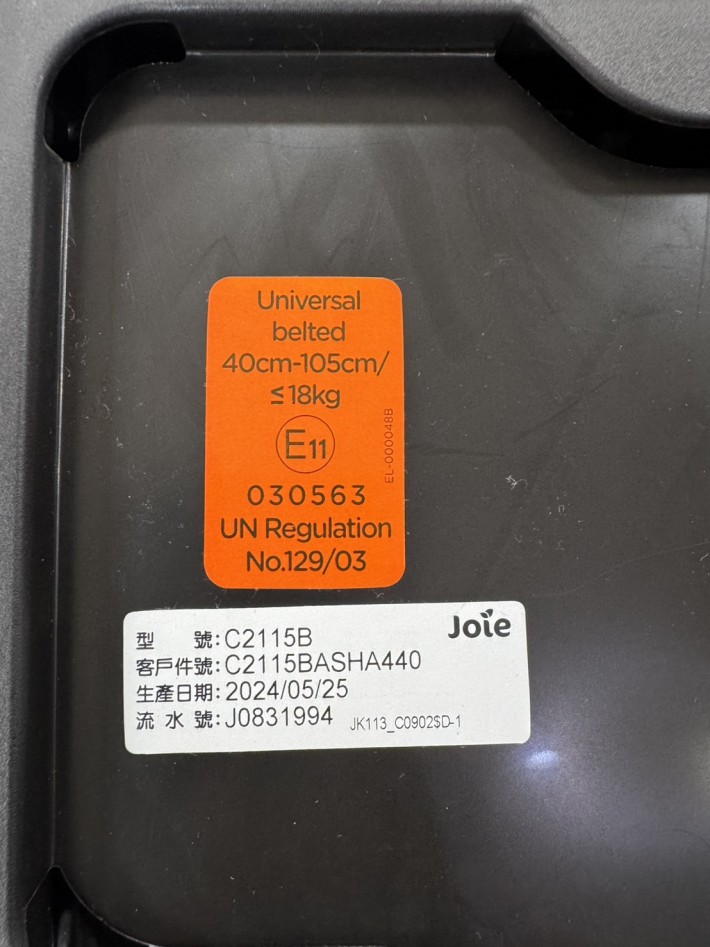 Universal
belted
40cm-105cm/
≤18kg
E11
EL-000048B
030563
UN Regulation
No.129/03
Joie
型 號:C2115B
客戶件號:C2115BASHA440
生產日期:2024/05/25
流水號:J0831994 JK113_C0902$D-1